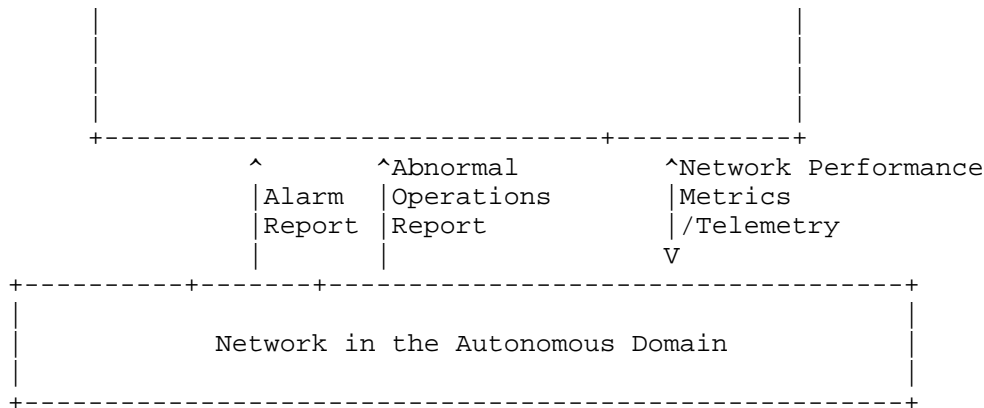 ^ ^Abnormal ^Network Performance
|Alarm |Operations |Metrics
|Report |Report |/Telemetry
| | V
Network in the Autonomous Domain